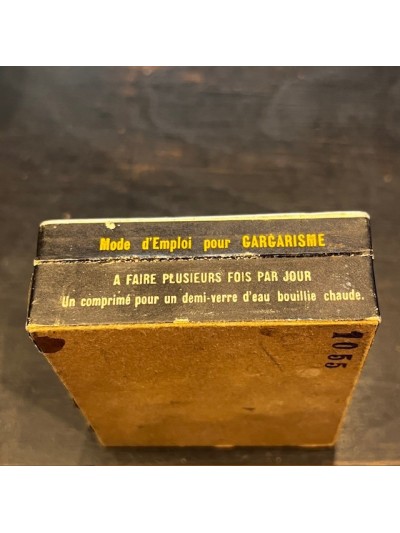 Mode d'Emploi pour GARGARISME
A FAIRE PLUSIEURS FOIS PAR JOUR
Un comprimé pour un demi-verre d'eau bouillie chaude.
1055